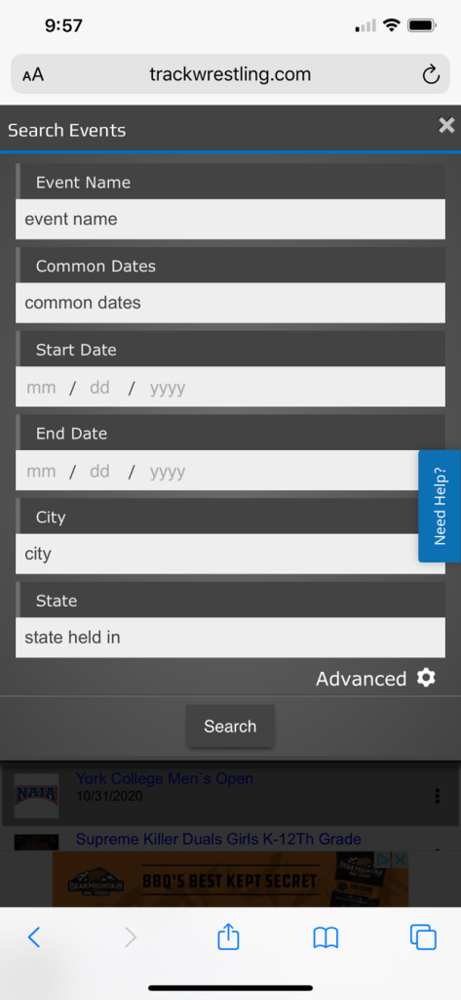 9:57
AA
trackwrestling.com
Search Events
Event Name
event name
Common Dates
common dates
Start Date
mm / dd / yyyy
End Date
mm / dd / yyyy
Need Help?
City
city
State
state held in
Advanced
Search
NAIA
York College Men's Open
10/31/2020
Supreme Killer Duals Girls K-12Th Grade
BEAR MOUNTAIN
BBQ'S BEST KEPT SECRET